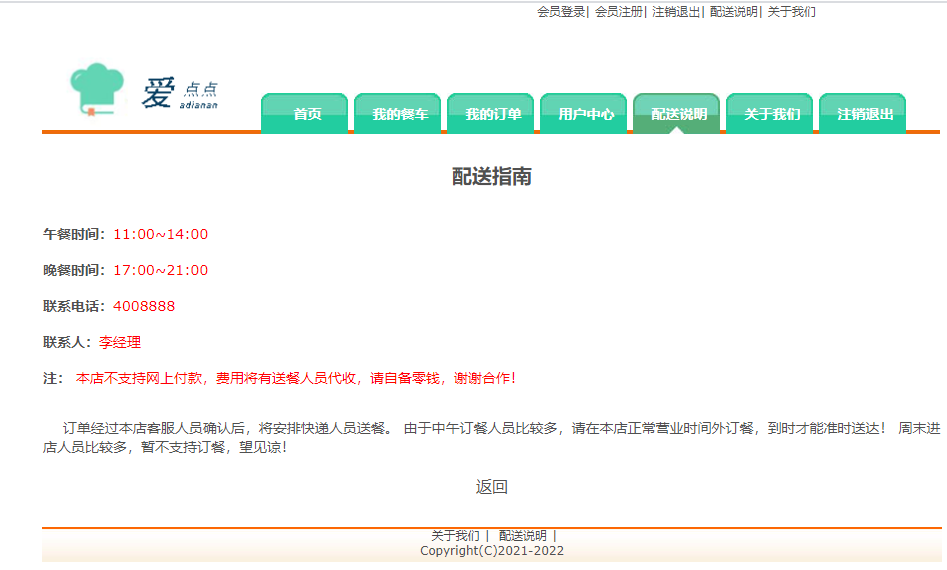 会员登录| 会员注册| 注销退出| 配送说明| 关于我们
爱 点点
adianan
首页 我的餐车 我的订单 用户中心 配送说明 关于我们 注销退出
配送指南
午餐时间：11:00~14:00
晚餐时间：17:00~21:00
联系电话：4008888
联系人：李经理
注： 本店不支持网上付款，费用将有送餐人员代收，请自备零钱，谢谢合作！
订单经过本店客服人员确认后，将安排快递人员送餐。 由于中午订餐人员比较多，请在本店正常营业时间外订餐，到时才能准时送达！ 周末进
店人员比较多，暂不支持订餐，望见谅！
返回
关于我们 | 配送说明 |
Copyright(C)2021-2022